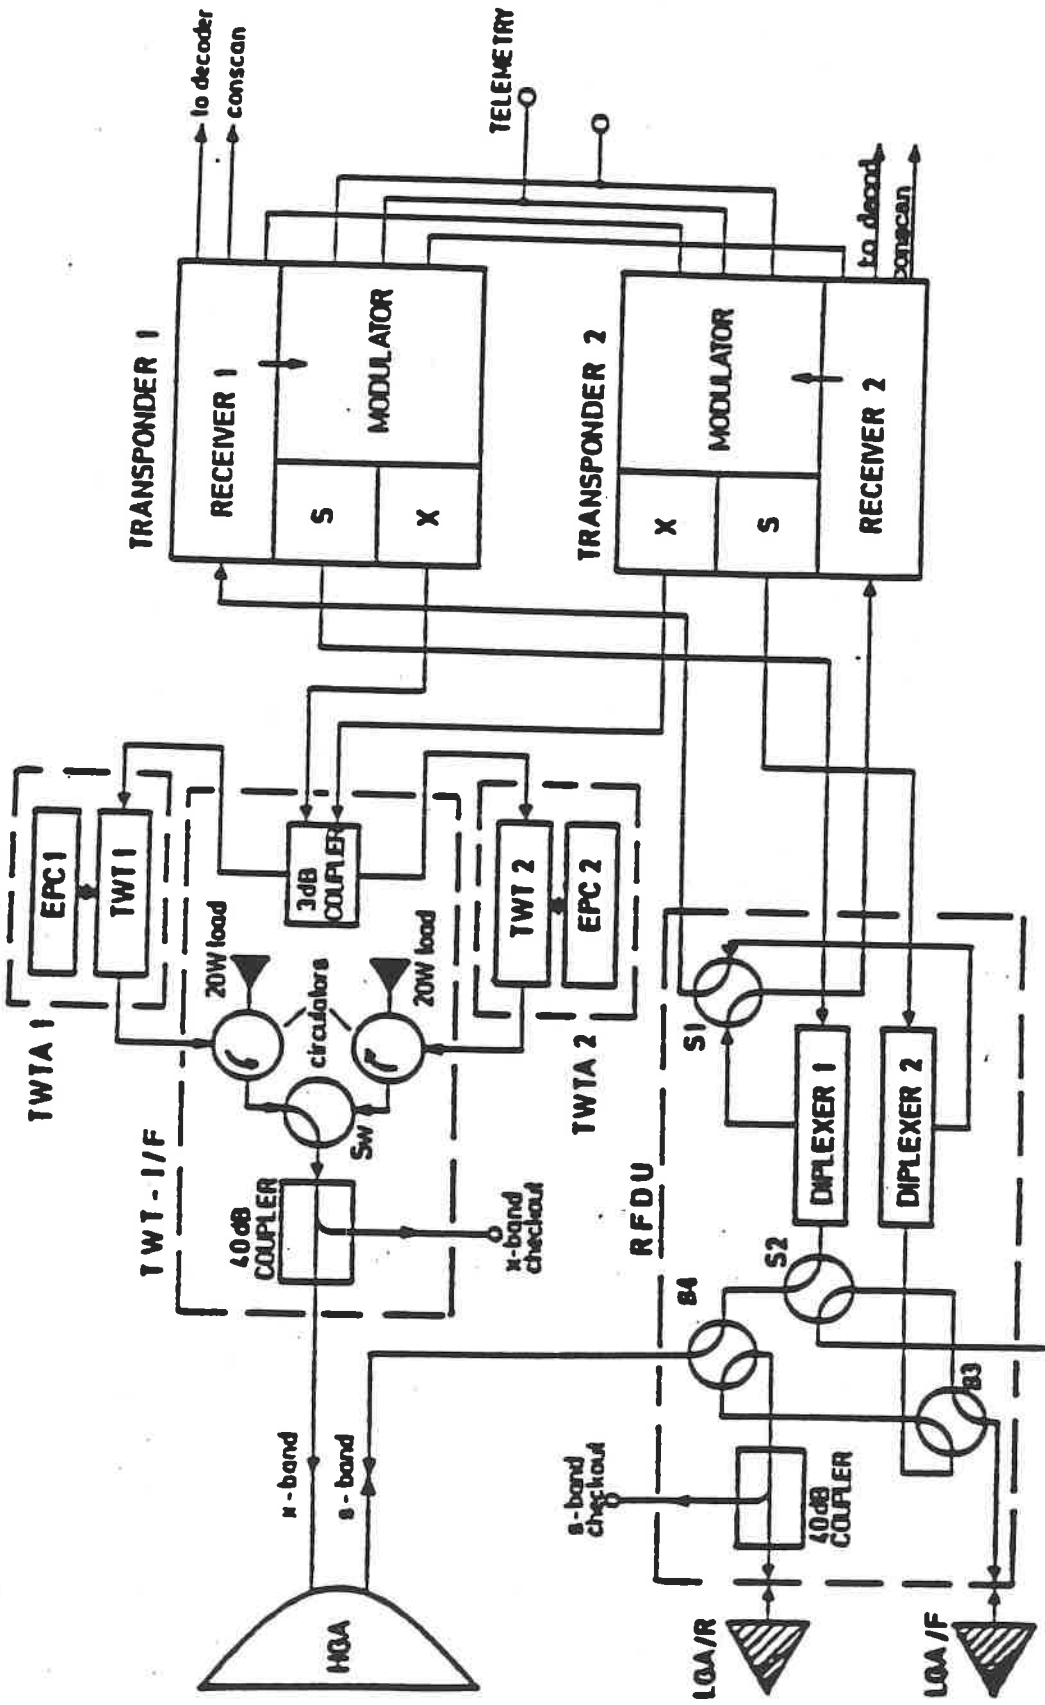 to decoder
conscan
TELEMETRY
to decod
conscan
TRANSPONDER 1
RECEIVER 1
MODULATOR
S
X
TRANSPONDER 2
X
MODULATOR
S
RECEIVER 2
EPC 1
TWT 1
TWTA 1
20W load
3dB
COUPLER
circulators
20W load
TWT 2
EPC 2
TWTA 2
TWT-I/F
SW
40dB
COUPLER
x-band
checkout
RFDU
S1
DIPLEXER 1
DIPLEXER 2
S2
S4
S3
x-band
s-band
s-band
checkout
40dB
COUPLER
HGA
LGA/R
LGA/F